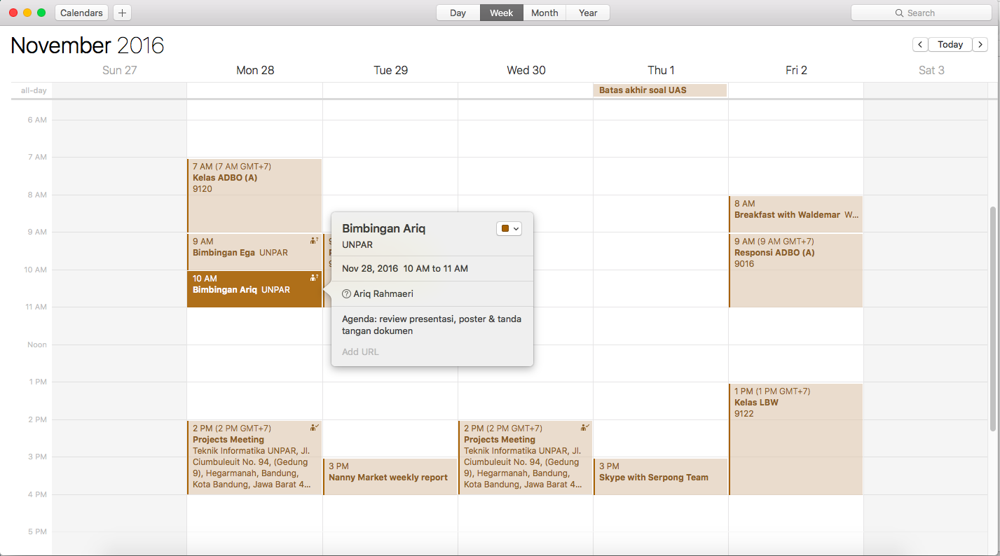 Calendars
+
Day
Week
Month
Year
Search
November 2016
Today
Sun 27
Mon 28
Tue 29
Wed 30
Thu 1
Fri 2
Sat 3
all-day
Batas akhir soal UAS
6 AM
7 AM
8 AM
9 AM
10 AM
11 AM
Noon
1 PM
2 PM
3 PM
4 PM
5 PM
7 AM (7 AM GMT+7)
Kelas ADBO (A)
9120
9 AM
Bimbingan Ega UNPAR
10 AM
Bimbingan Ariq UNPAR
2 PM (2 PM GMT+7)
Projects Meeting
Teknik Informatika UNPAR, Jl.
Ciumbuleuit No. 94, (Gedung
9), Hegarmanah, Bandung,
Kota Bandung, Jawa Barat 4...
Bimbingan Ariq
UNPAR
Nov 28, 2016 10 AM to 11 AM
Ariq Rahmaeri
Agenda: review presentasi, poster & tanda
tangan dokumen
Add URL
3 PM
Nanny Market weekly report
2 PM (2 PM GMT+7)
Projects Meeting
Teknik Informatika UNPAR, Jl.
Ciumbuleuit No. 94, (Gedung
9), Hegarmanah, Bandung,
Kota Bandung, Jawa Barat 4...
3 PM
Skype with Serpong Team
8 AM
Breakfast with Waldemar W...
9 AM (9 AM GMT+7)
Responsi ADBO (A)
9016
1 PM (1 PM GMT+7)
Kelas LBW
9122